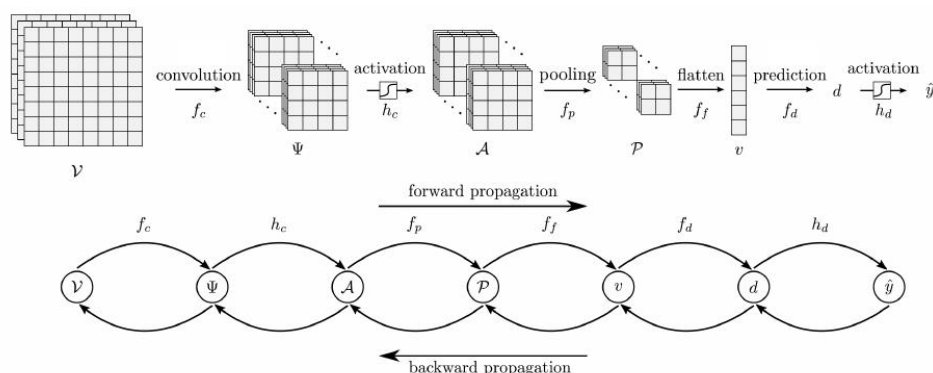 convolution activation pooling flatten prediction activation
f_c h_c f_p f_f f_d d h_d ŷ
𝒱 Ψ 𝒜 𝒫 v
forward propagation
f_c h_c f_p f_f f_d h_d
𝒱 Ψ 𝒜 𝒫 v d ŷ
backward propagation